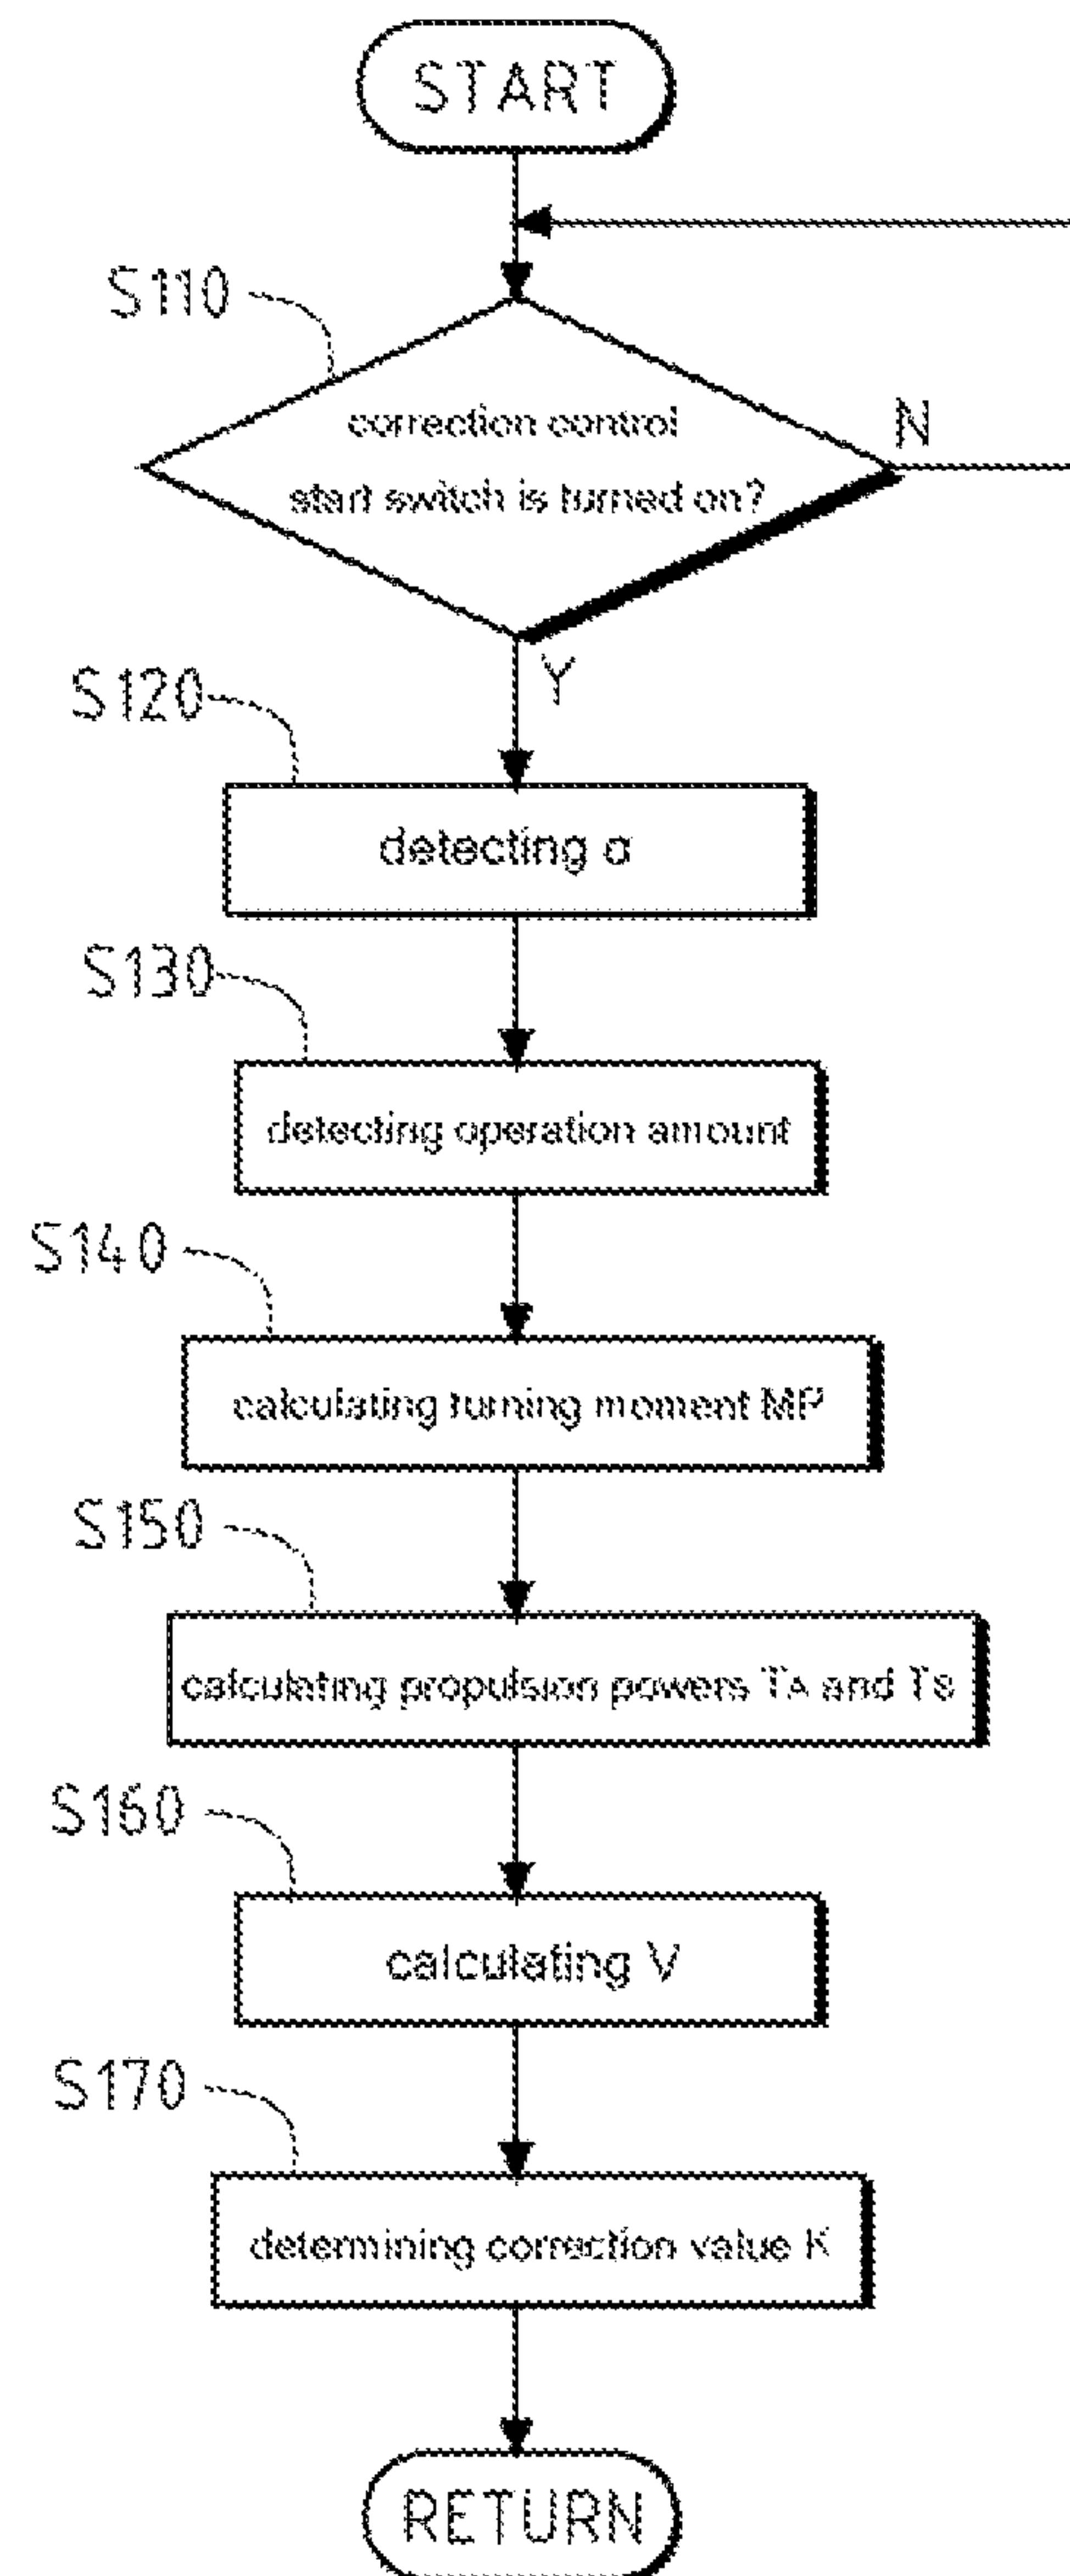 START
S110
correction control
start switch is turned on?
N
Y
S120
detecting α
S130
detecting operation amount
S140
calculating turning moment MP
S150
calculating propulsion powers TA and TB
S160
calculating V
S170
determining correction value K
RETURN